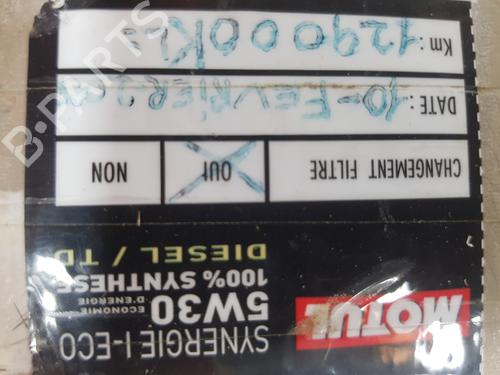 MOTUL
SYNERGIE I-ECO
5W30
ECONOMIE
D'ENERGIE
100% SYNTHESE
DIESEL / TD
CHANGEMENT FILTRE
OUI
NON
DATE : 10-FEVRIER
Km : 129000K
B-PARTS